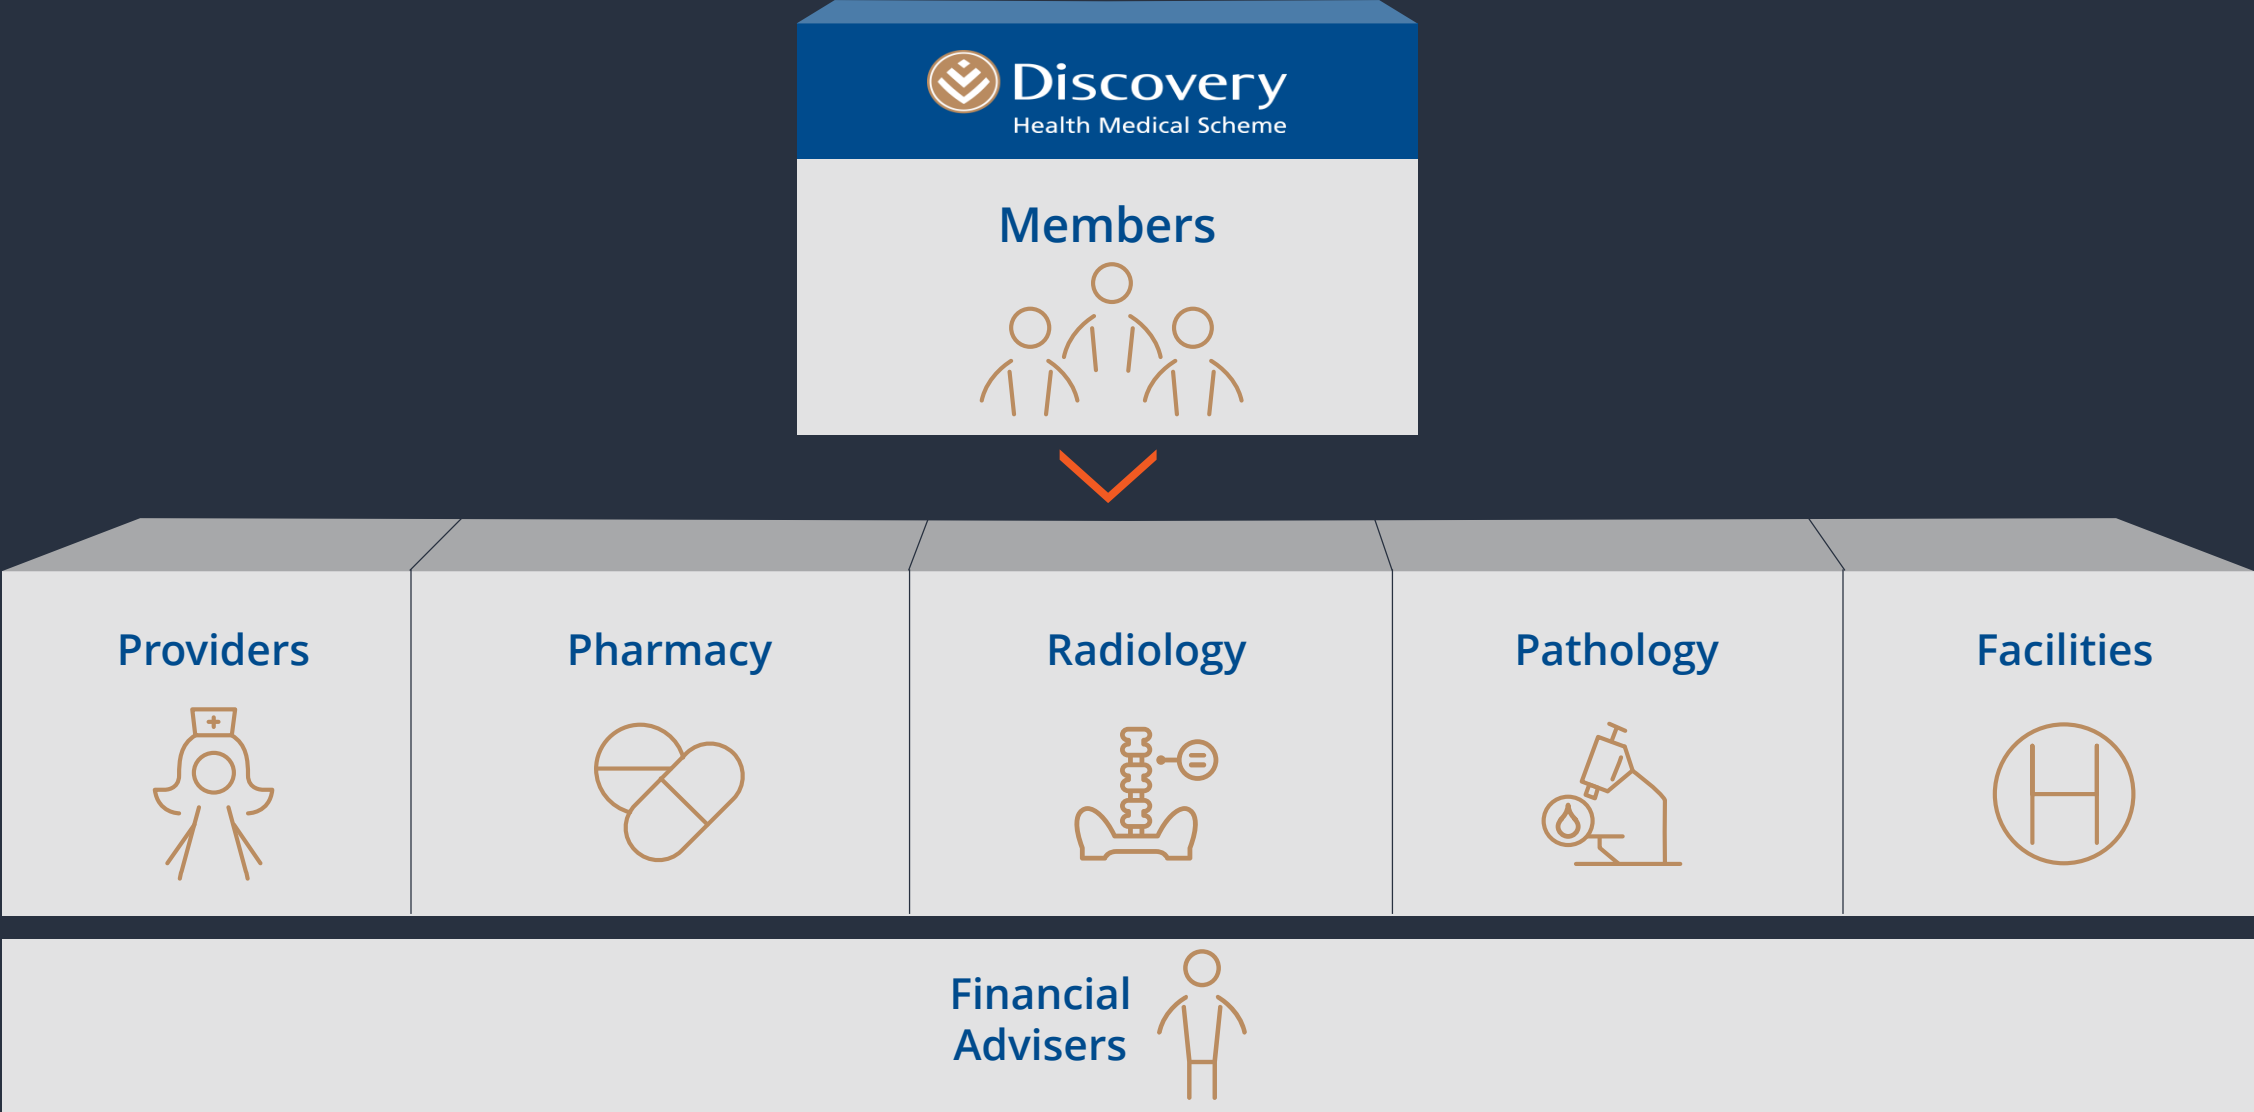 Discovery
Health Medical Scheme
Members
Providers
Pharmacy
Radiology
Pathology
Facilities
H
Financial
Advisers